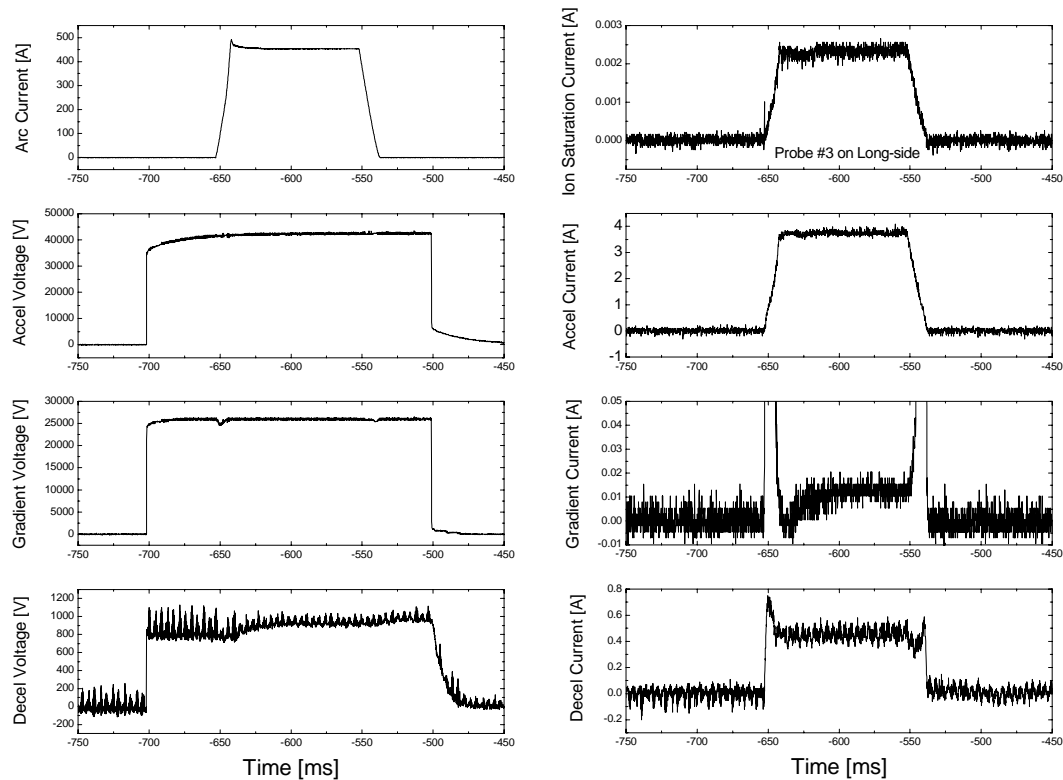 Arc Current [A]
500
400
300
200
100
0
-750 -700 -650 -600 -550 -500 -450
Ion Saturation Current [A]
0.002
0.001
0.000
Probe #3 on Long-side
-750 -700 -650 -600 -550 -500 -450
Accel Voltage [V]
50000
40000
30000
20000
10000
0
-750 -700 -650 -600 -550 -500 -450
Accel Current [A]
4
3
2
1
0
-1
-750 -700 -650 -600 -550 -500 -450
Gradient Voltage [V]
30000
25000
20000
15000
10000
5000
0
-750 -700 -650 -600 -550 -500 -450
Gradient Current [A]
0.05
0.04
0.03
0.02
0.01
0.00
-0.01
-750 -700 -650 -600 -550 -500 -450
Decel Voltage [V]
1200
1000
800
600
400
200
0
-200
-750 -700 -650 -600 -550 -500 -450
Time [ms]
Decel Current [A]
0.8
0.6
0.4
0.2
0.0
-0.2
-750 -700 -650 -600 -550 -500 -450
Time [ms]